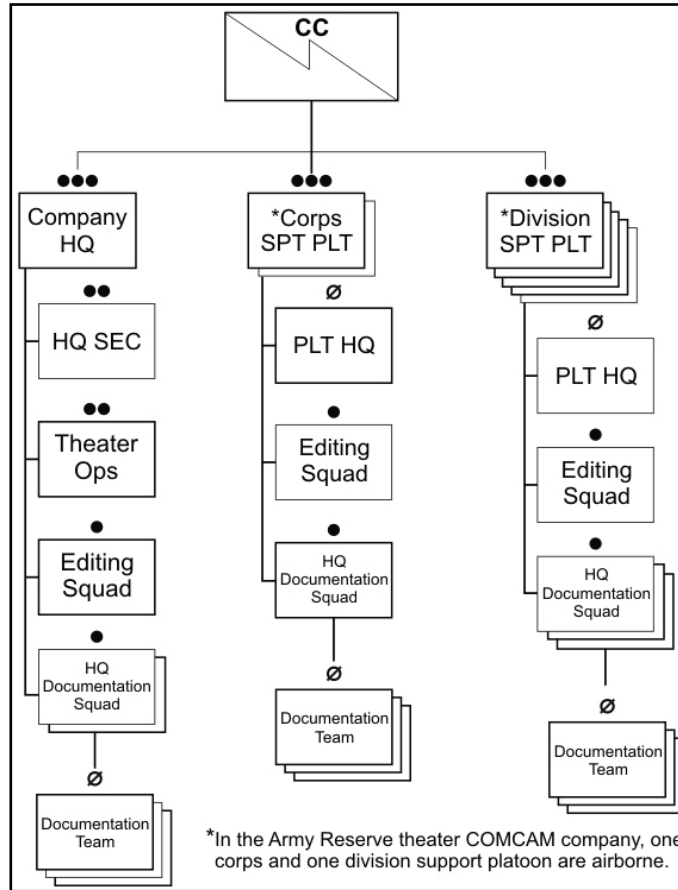 CC
Company
HQ
HQ SEC
Theater
Ops
Editing
Squad
HQ
Documentation
Squad
Documentation
Team
*Corps
SPT PLT
PLT HQ
Editing
Squad
HQ
Documentation
Squad
Documentation
Team
*Division
SPT PLT
PLT HQ
Editing
Squad
HQ
Documentation
Squad
Documentation
Team
*In the Army Reserve theater COMCAM company, one
corps and one division support platoon are airborne.